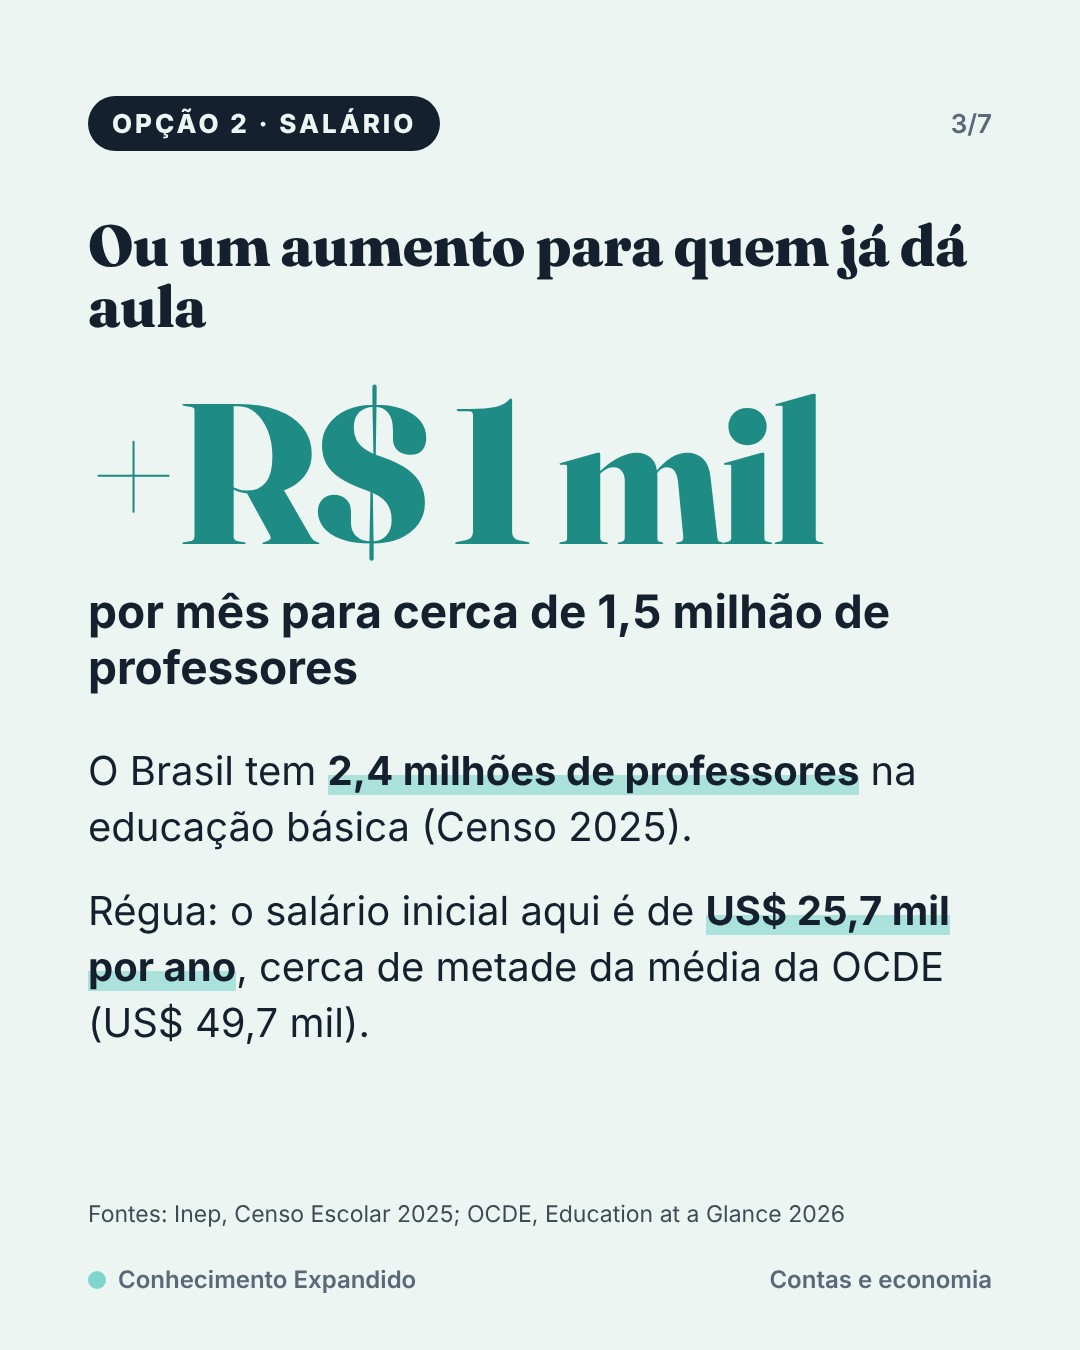 OPÇÃO 2 · SALÁRIO
3/7
Ou um aumento para quem já dá
aula
+R$ 1 mil
por mês para cerca de 1,5 milhão de
professores
O Brasil tem 2,4 milhões de professores na
educação básica (Censo 2025).
Régua: o salário inicial aqui é de US$ 25,7 mil
por ano, cerca de metade da média da OCDE
(US$ 49,7 mil).
Fontes: Inep, Censo Escolar 2025; OCDE, Education at a Glance 2026
Conhecimento Expandido
Contas e economia